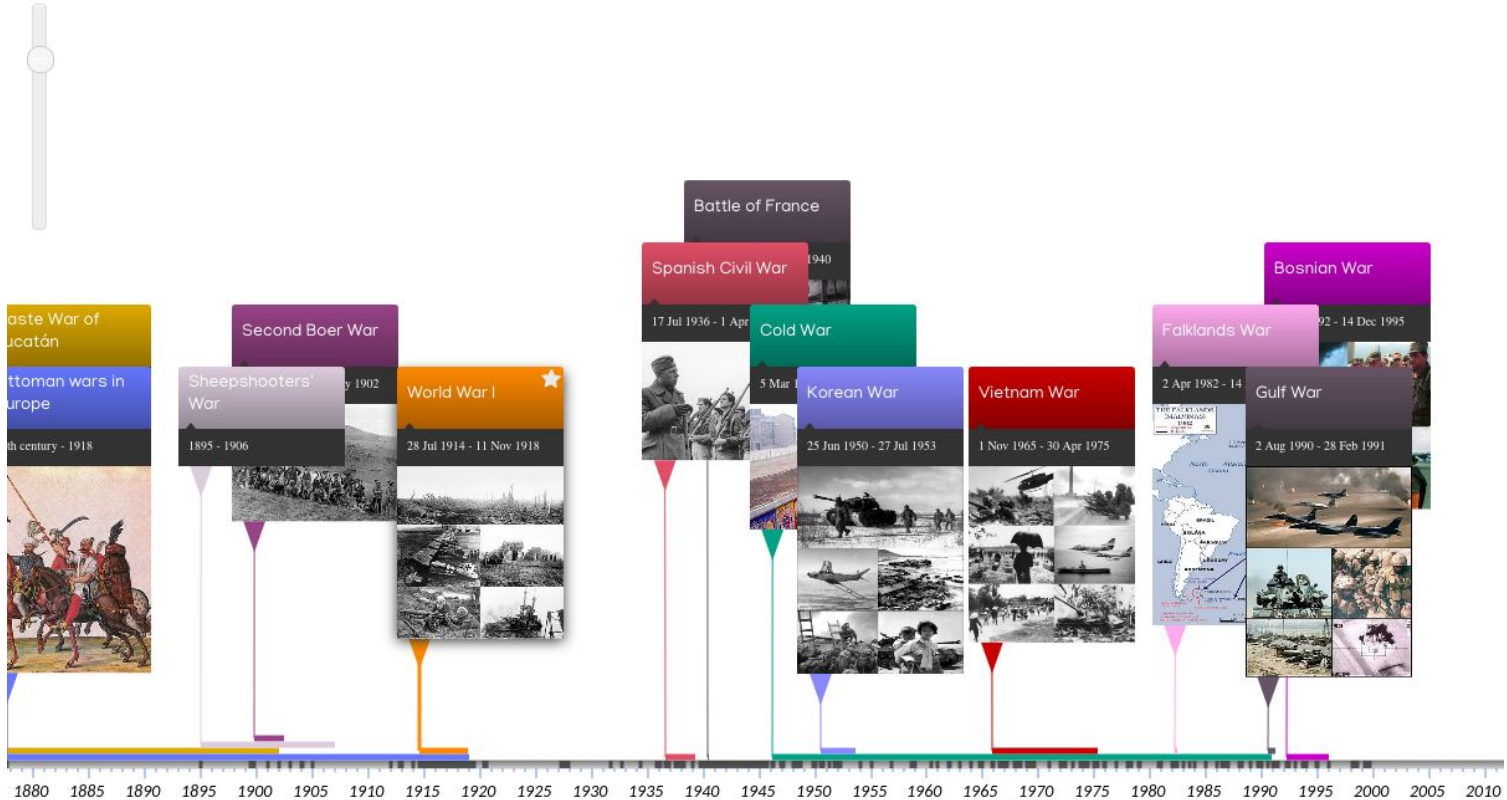 Battle of France
1940
Spanish Civil War
17 Jul 1936 - 1 Apr
Bosnian War
92 - 14 Dec 1995
aste War of
ucatán
Second Boer War
y 1902
Cold War
5 Mar 1
Falklands War
2 Apr 1982 - 14
ttoman wars in
urope
th century - 1918
Sheepshooters'
War
1895 - 1906
World War I
28 Jul 1914 - 11 Nov 1918
Korean War
25 Jun 1950 - 27 Jul 1953
Vietnam War
1 Nov 1965 - 30 Apr 1975
Gulf War
2 Aug 1990 - 28 Feb 1991
THE FALKLANDS
BRASIL
1880 1885 1890 1895 1900 1905 1910 1915 1920 1925 1930 1935 1940 1945 1950 1955 1960 1965 1970 1975 1980 1985 1990 1995 2000 2005 2010